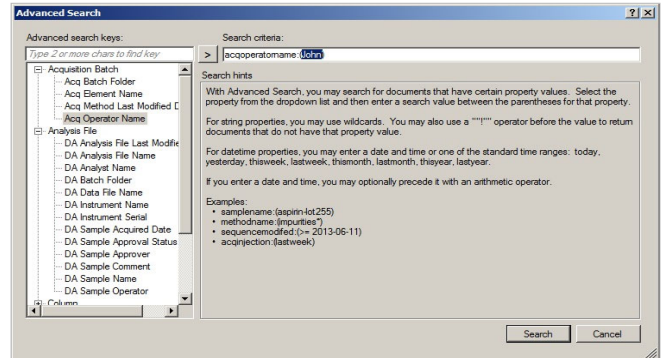 Advanced Search
Advanced search keys:
Type 2 or more chars to find key
Acquisition Batch
Acq Batch Folder
Acq Element Name
Acq Method Last Modified D
Acq Operator Name
Analysis File
DA Analysis File Last Modifie
DA Analysis File Name
DA Analyst Name
DA Batch Folder
DA Data File Name
DA Instrument Name
DA Instrument Serial
DA Sample Acquired Date
DA Sample Approval Status
DA Sample Approver
DA Sample Comment
DA Sample Name
DA Sample Operator
Column
>
Search criteria:
acqoperatorname:(John)
Search hints
With Advanced Search, you may search for documents that have certain property values. Select the
property from the dropdown list and then enter a search value between the parentheses for that property.
For string properties, you may use wildcards. You may also use a ""!"" operator before the value to return
documents that do not have that property value.
For datetime properties, you may enter a date and time or one of the standard time ranges: today,
yesterday, thisweek, lastweek, thismonth, lastmonth, thisyear, lastyear.
If you enter a date and time, you may optionally precede it with an arithmetic operator.
Examples:
• samplename:(aspirin-lot255)
• methodname:(impurities*)
• sequencemodifed:(>= 2013-06-11)
• acqinjection:(lastweek)
Search
Cancel